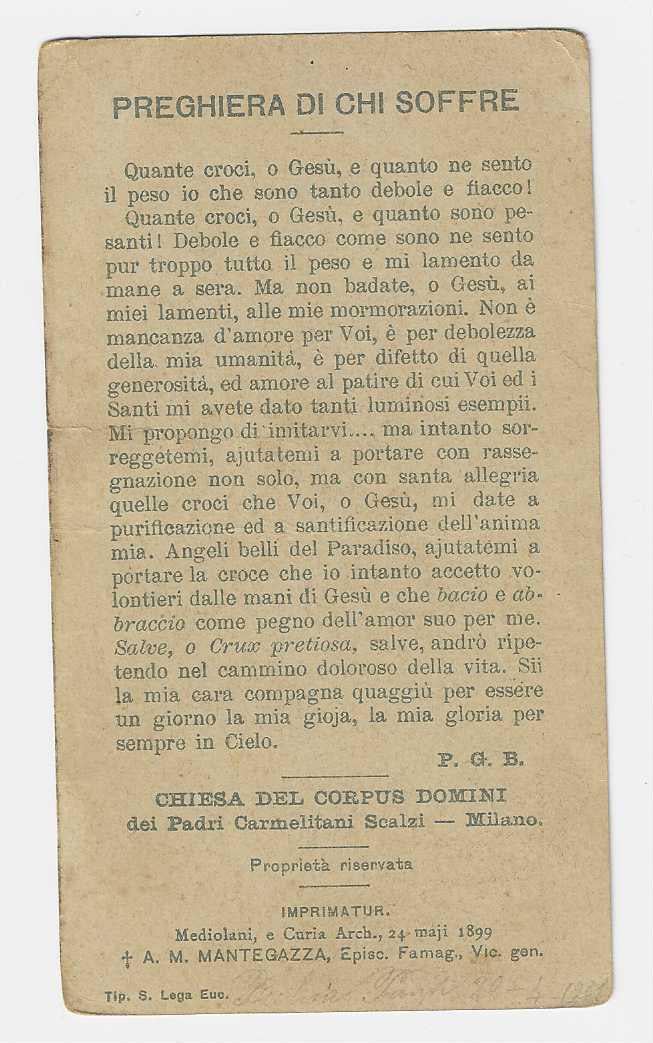 PREGHIERA DI CHI SOFFRE
Quante croci, o Gesù, e quanto ne sento
il peso io che sono tanto debole e fiacco!
Quante croci, o Gesù, e quanto sono pe-
santi! Debole e fiacco come sono ne sento
pur troppo tutto il peso e mi lamento da
mane a sera. Ma non badate, o Gesù, ai
miei lamenti, alle mie mormorazioni. Non è
mancanza d'amore per Voi, è per debolezza
della mia umanità, è per difetto di quella
generosità, ed amore al patire di cui Voi ed i
Santi mi avete dato tanti luminosi esempii.
Mi propongo di imitarvi.... ma intanto sor-
reggetemi, ajutatemi a portare con rasse-
gnazione non solo, ma con santa allegria
quelle croci che Voi, o Gesù, mi date a
purificazione ed a santificazione dell'anima
mia. Angeli belli del Paradiso, ajutatemi a
portare la croce che io intanto accetto vo-
lontieri dalle mani di Gesù e che bacio e ab-
braccio come pegno dell'amor suo per me.
Salve, o Crux pretiosa, salve, andrò ripe-
tendo nel cammino doloroso della vita. Sii
la mia cara compagna quaggiù per essere
un giorno la mia gioja, la mia gloria per
sempre in Cielo.
P. G. B.
CHIESA DEL CORPUS DOMINI
dei Padri Carmelitani Scalzi — Milano.
Proprietà riservata
IMPRIMATUR.
Mediolani, e Curia Arch., 24 maji 1899
† A. M. MANTEGAZZA, Episc. Famag., Vic. gen.
Tip. S. Lega Euc.